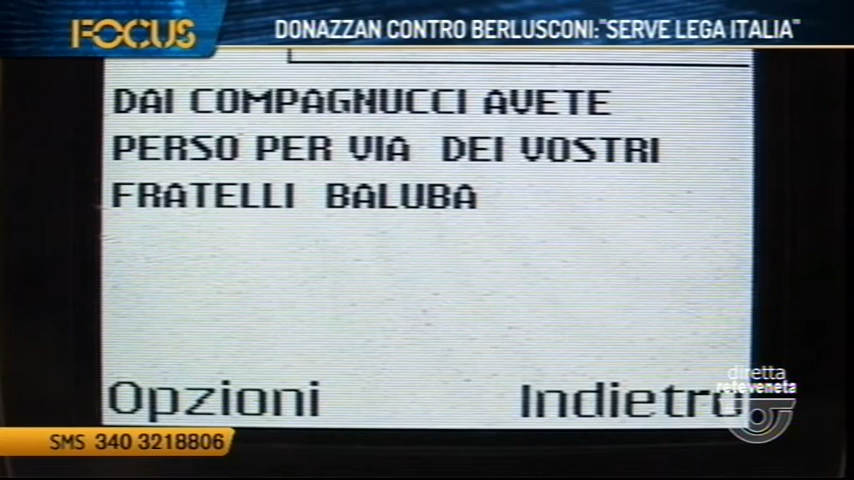 FOCUS
DONAZZAN CONTRO BERLUSCONI:"SERVE LEGA ITALIA"
DAI COMPAGNUCCI AVETE
PERSO PER VIA DEI VOSTRI
FRATELLI BALUBA
Opzioni Indietro
diretta
reteveneta
SMS 340 3218806